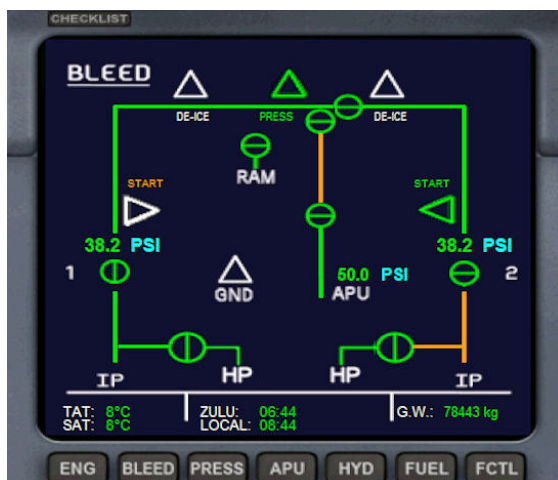 CHECKLIST
BLEED
DE-ICE
PRESS
DE-ICE
RAM
START
START
38.2 PSI
38.2 PSI
1
2
GND
50.0 PSI
APU
IP
HP
HP
IP
TAT: 8°C
SAT: 8°C
ZULU: 06:44
LOCAL: 08:44
G.W.: 78443 kg
ENG BLEED PRESS APU HYD FUEL FCTL